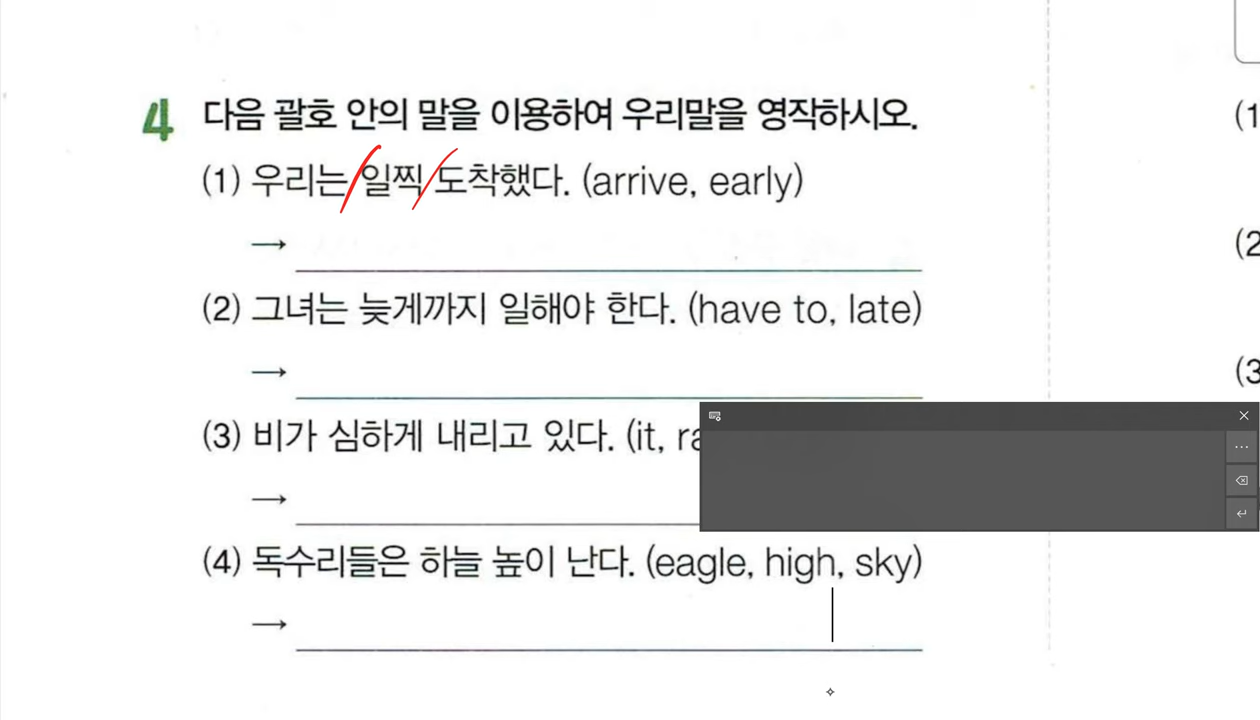 4 다음 괄호 안의 말을 이용하여 우리말을 영작하시오.
(1) 우리는 일찍 도착했다. (arrive, early)
→
(2) 그녀는 늦게까지 일해야 한다. (have to, late)
→
(3) 비가 심하게 내리고 있다. (it,
→
(4) 독수리들은 하늘 높이 난다. (eagle, high, sky)
→
(1
(2
(3